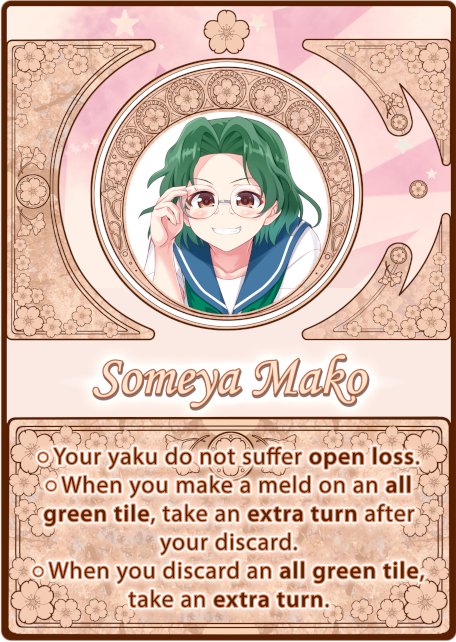 Someya Mako
○Your yaku do not suffer open loss.
○When you make a meld on an all
green tile, take an extra turn after
your discard.
○When you discard an all green tile,
take an extra turn.